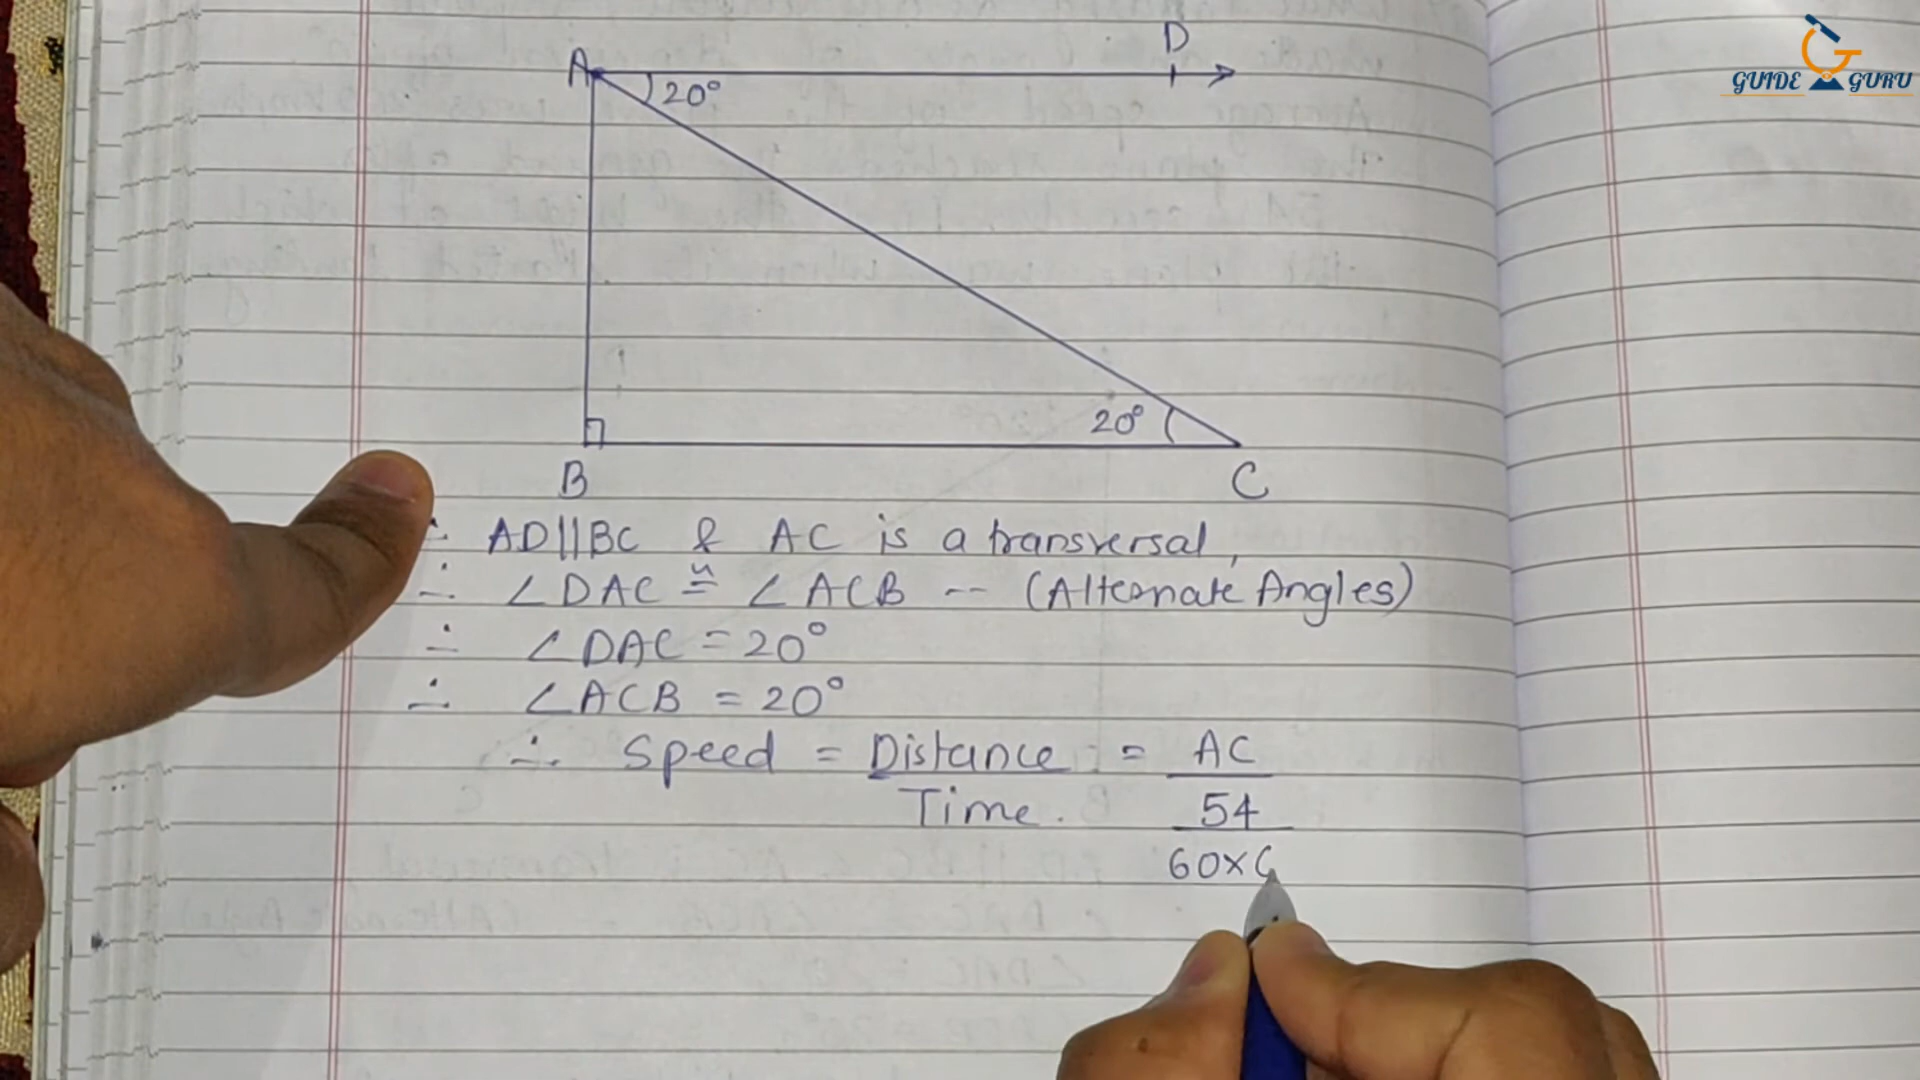 D
A
20°
GUIDE GURU
20°
B
C
∴ AD||BC & AC is a transversal,
∴ ∠DAC ≅ ∠ACB -- (Alternate Angles)
∴ ∠DAC = 20°
∴ ∠ACB = 20°
∴ Speed = Distance = AC
Time. 54
60×